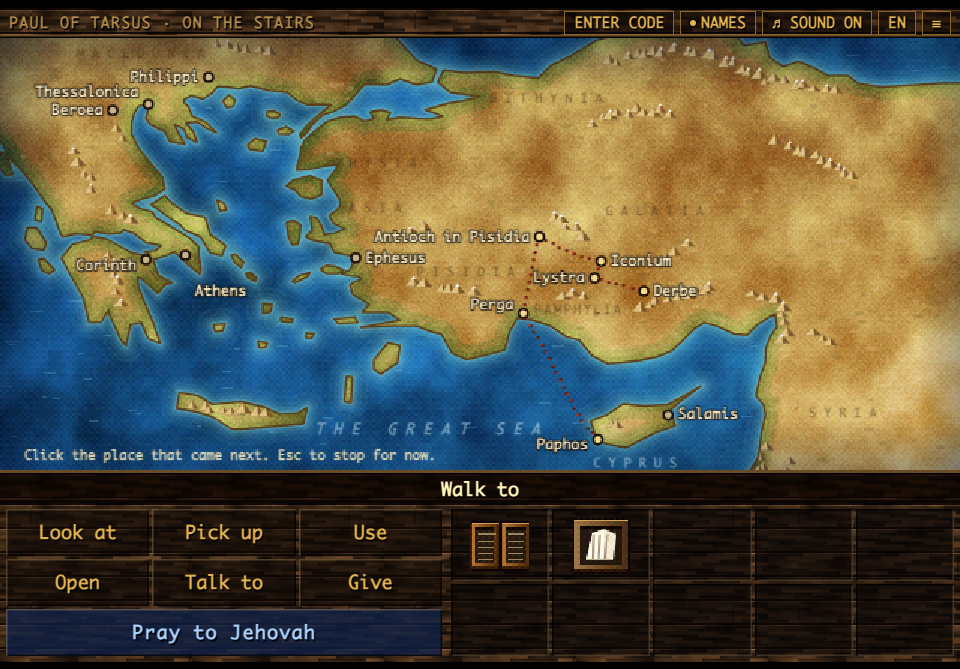 PAUL OF TARSUS · ON THE STAIRS
ENTER CODE
•NAMES
♫ SOUND ON
EN
≡
MACEDONIA
Philippi
Thessalonica
Beroea
BITHYNIA
MYSIA
ASIA
GALATIA
Antioch in Pisidia
Iconium
Ephesus
PISIDIA
Lystra
Corinth
Derbe
Athens
Perga
PAMPHYLIA
Salamis
SYRIA
THE GREAT SEA
Paphos
CYPRUS
Click the place that came next. Esc to stop for now.
Walk to
Look at
Pick up
Use
Open
Talk to
Give
Pray to Jehovah